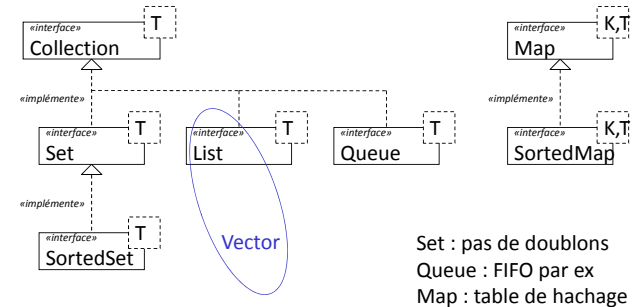 «interface» T
Collection
«interface» K,T
Map
«implémente»
«implémente»
«interface» T
Set
«interface» T
List
«interface» T
Queue
«interface» K,T
SortedMap
«implémente»
«interface» T
SortedSet
Vector
Set : pas de doublons
Queue : FIFO par ex
Map : table de hachage